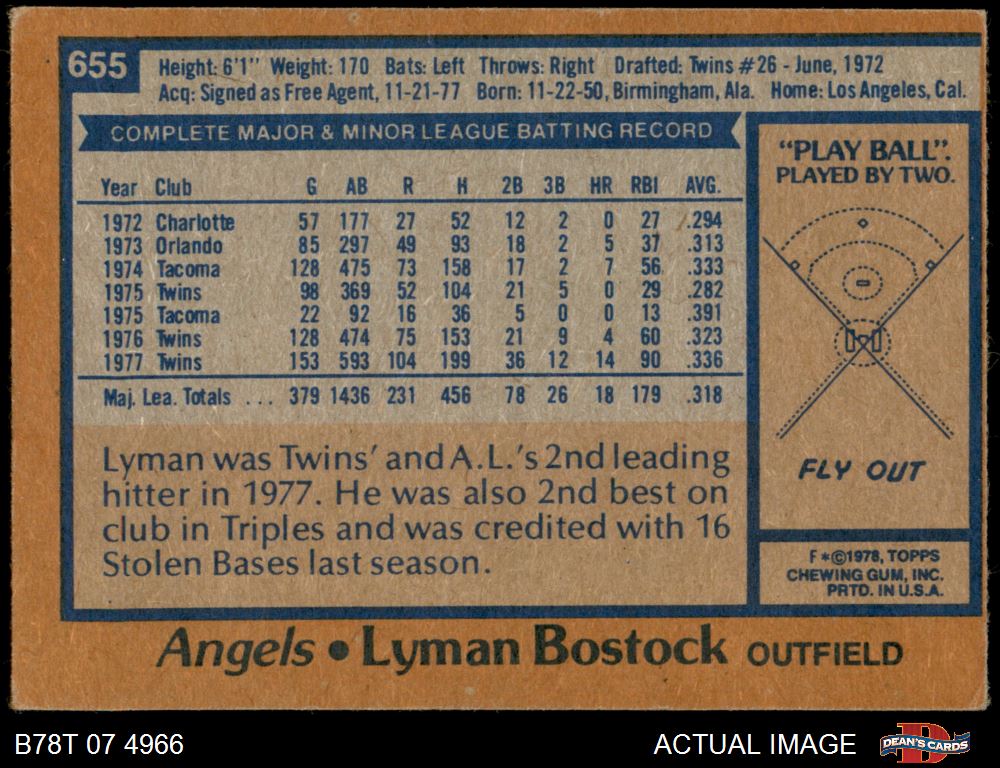 655
Height: 6'1" Weight: 170 Bats: Left Throws: Right Drafted: Twins #26 - June, 1972
Acq: Signed as Free Agent, 11-21-77 Born: 11-22-50, Birmingham, Ala. Home: Los Angeles, Cal.
COMPLETE MAJOR & MINOR LEAGUE BATTING RECORD
Year Club G AB R H 2B 3B HR RBI AVG.
1972 Charlotte 57 177 27 52 12 2 0 27 .294
1973 Orlando 85 297 49 93 18 2 5 37 .313
1974 Tacoma 128 475 73 158 17 2 7 56 .333
1975 Twins 98 369 52 104 21 5 0 29 .282
1975 Tacoma 22 92 16 36 5 0 0 13 .391
1976 Twins 128 474 75 153 21 9 4 60 .323
1977 Twins 153 593 104 199 36 12 14 90 .336
Maj. Lea. Totals ... 379 1436 231 456 78 26 18 179 .318
Lyman was Twins' and A.L.'s 2nd leading
hitter in 1977. He was also 2nd best on
club in Triples and was credited with 16
Stolen Bases last season.
"PLAY BALL".
PLAYED BY TWO.
FLY OUT
F*©1978, TOPPS
CHEWING GUM, INC.
PRTD. IN U.S.A.
Angels • Lyman Bostock OUTFIELD
B78T 07 4966
ACTUAL IMAGE
DEAN'S CARDS